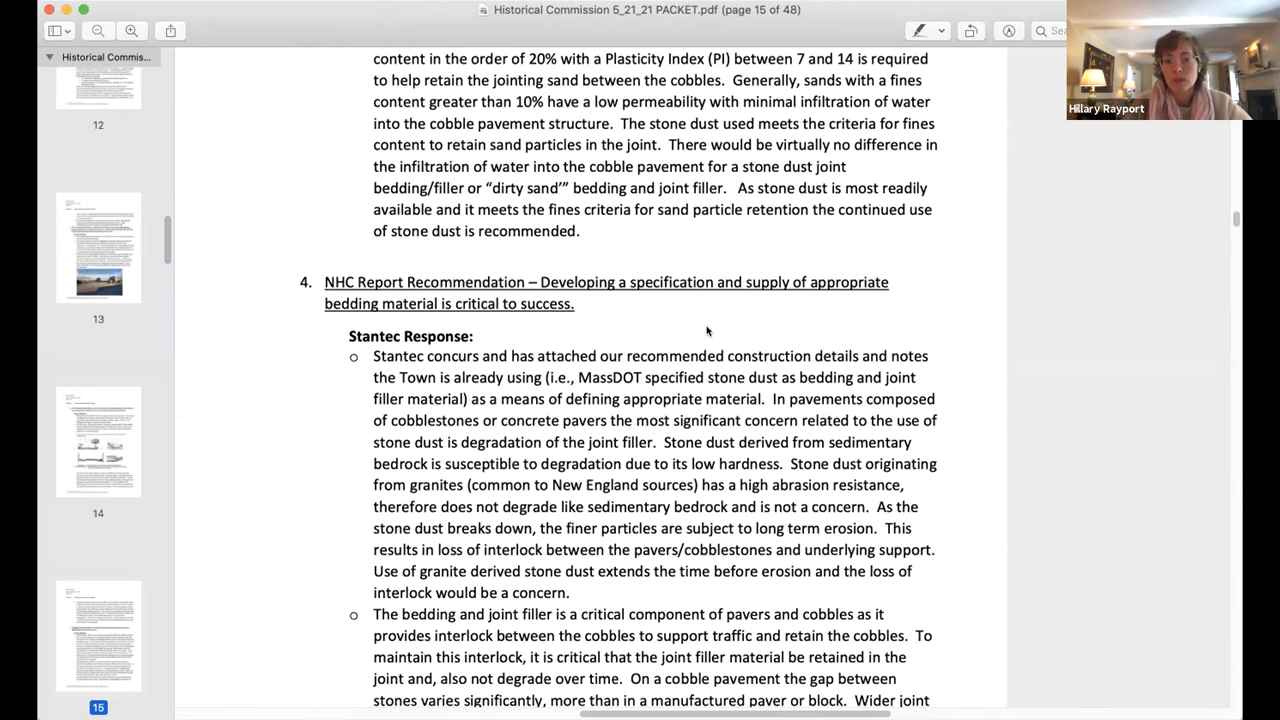 Historical Commission 5_21_21 PACKET.pdf (page 15 of 48)
Historical Commis...
Hillary Rayport
12
13
14
15
content in the range of 20% with a Plasticity Index (PI) between 6 and 14 is required
to help retain the joint sand between the cobbles. Generally sands with a fines
content greater than 10% have a low permeability with minimal infiltration of water
into the cobble pavement structure. The stone dust used meets the criteria for fines
content to retain sand particles in the joint. There would be virtually no difference in
the infiltration of water into the cobble pavement for a stone dust joint
bedding/filler or “dirty sand’” bedding and joint filler. As stone dust is most readily
available and it meets the fines criteria for sand particle retention the continued use
of stone dust is recommended.
4. NHC Report Recommendation – Developing a specification and supply of appropriate
bedding material is critical to success.
Stantec Response:
o Stantec concurs and has attached our recommended construction details and notes
the Town is already using (i.e., MassDOT specified stone dust as bedding and joint
filler material) as a means of defining appropriate material. In pavements composed
of cobblestones or stone pavers the most significant concern related to the use of
stone dust is degradation of the joint filler. Stone dust derived from sedimentary
bedrock is susceptible to degradation due to its low hardness. Stone dust originating
from granites (common New England sources) has a high abrasion resistance,
therefore does not degrade like sedimentary bedrock and is not a concern. As the
stone dust breaks down, the finer particles are subject to long term erosion. This
results in loss of interlock between the pavers/cobblestones and underlying support.
Use of granite derived stone dust extends the time before erosion and the loss of
interlock would be a concern.
o The bedding and joint filler are a critical component of the cobblestones ability to
provide interlock between the cobbles to support traffic loads on the cobbles. To
maintain the interlock it is critical that the joint filler material be retained in the
joint and, also not degrade over time. On a cobble pavement the gap between
stones varies significantly, more than in a manufactured paver or block. Wider joint